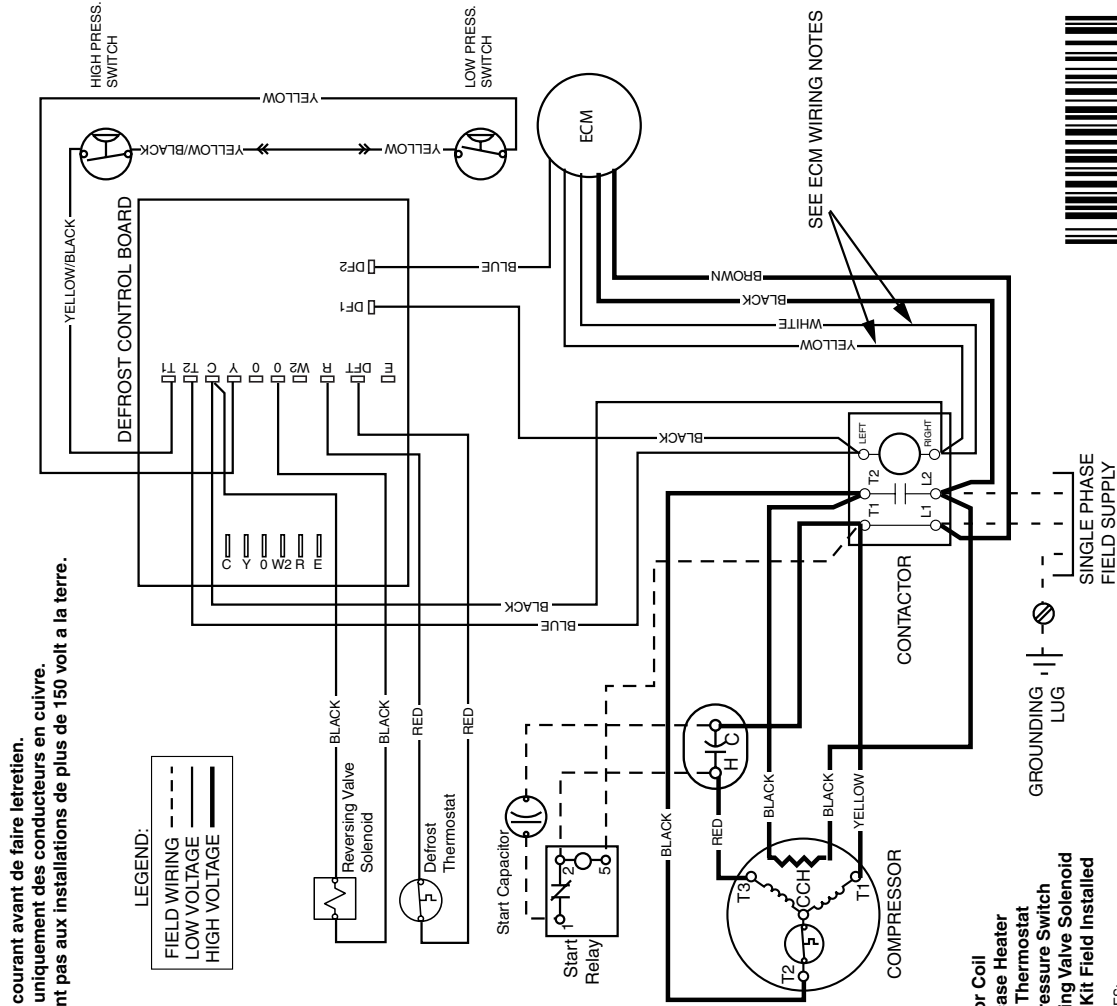 courant avant de faire letretien.
uniquement des conducteurs en cuivre.
nt pas aux installations de plus de 150 volt a la terre.
LEGEND:
FIELD WIRING
LOW VOLTAGE
HIGH VOLTAGE
HIGH PRESS.
SWITCH
YELLOW/BLACK
YELLOW
YELLOW/BLACK
YELLOW
LOW PRESS.
SWITCH
DEFROST CONTROL BOARD
T1
T2
C
Y
0
0
W2
R
DFT
E
DF2
DF1
C
Y
0
W2
R
E
BLUE
ECM
SEE ECM WIRING NOTES
BROWN
BLACK
WHITE
YELLOW
BLACK
BLACK
BLUE
BLACK
BLACK
Reversing Valve
Solenoid
RED
RED
Defrost
Thermostat
LEFT
RIGHT
T2
T1
L2
L1
CONTACTOR
Start Capacitor
1
2
5
Start
Relay
H
C
BLACK
RED
BLACK
BLACK
YELLOW
T3
CCH
T1
T2
COMPRESSOR
GROUNDING
LUG
SINGLE PHASE
FIELD SUPPLY
or Coil
ase Heater
Thermostat
essure Switch
ing Valve Solenoid
Kit Field Installed